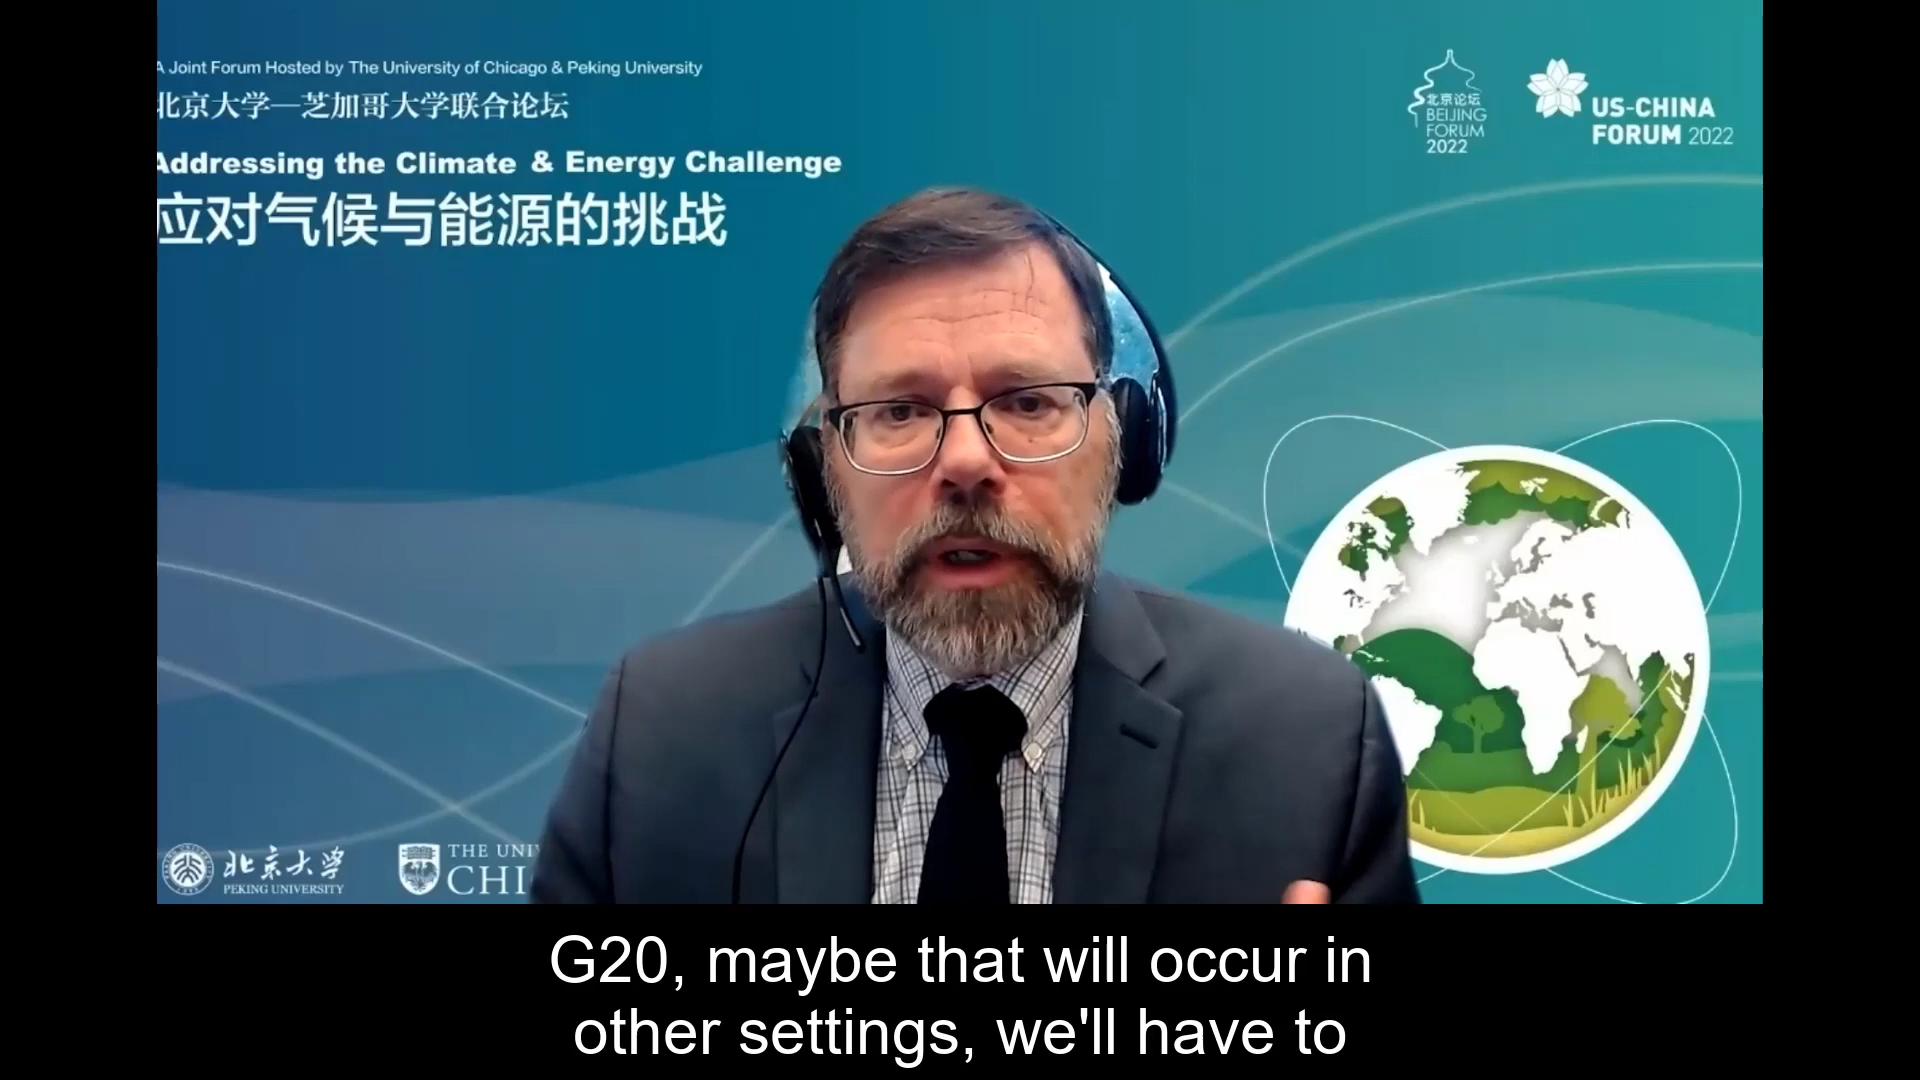 A Joint Forum Hosted by The University of Chicago & Peking University
北京大学—芝加哥大学联合论坛
Addressing the Climate & Energy Challenge
应对气候与能源的挑战
北京论坛
BEIJING
FORUM
2022
US-CHINA
FORUM 2022
北京大学
PEKING UNIVERSITY
THE UNI
CHI
G20, maybe that will occur in
other settings, we'll have to